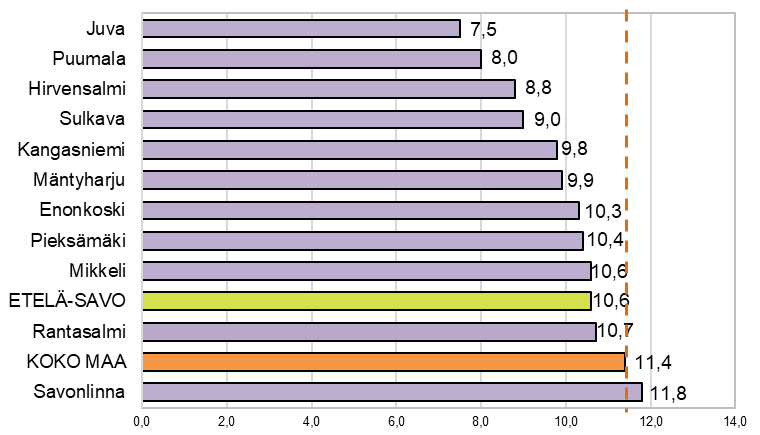 Juva 7,5
Puumala 8,0
Hirvensalmi 8,8
Sulkava 9,0
Kangasniemi 9,8
Mäntyharju 9,9
Enonkoski 10,3
Pieksämäki 10,4
Mikkeli 10,6
ETELÄ-SAVO 10,6
Rantasalmi 10,7
KOKO MAA 11,4
Savonlinna 11,8
0,0 2,0 4,0 6,0 8,0 10,0 12,0 14,0